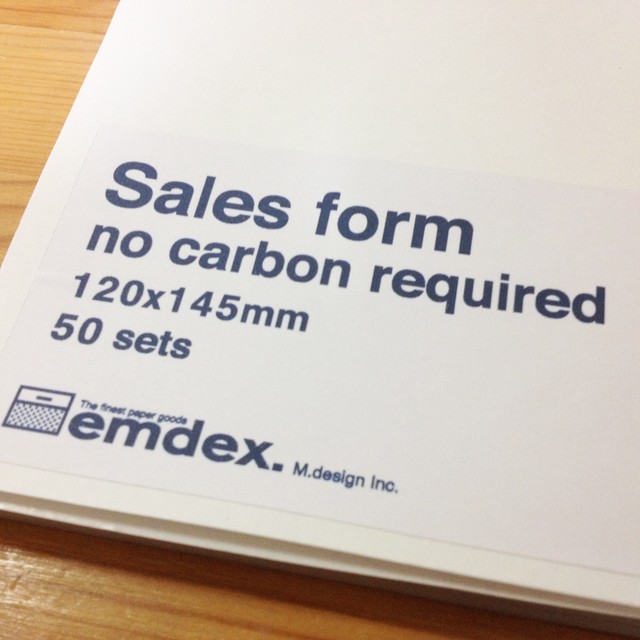 Sales form
no carbon required
120x145mm
50 sets
The finest paper goods
emdex.
M.design Inc.